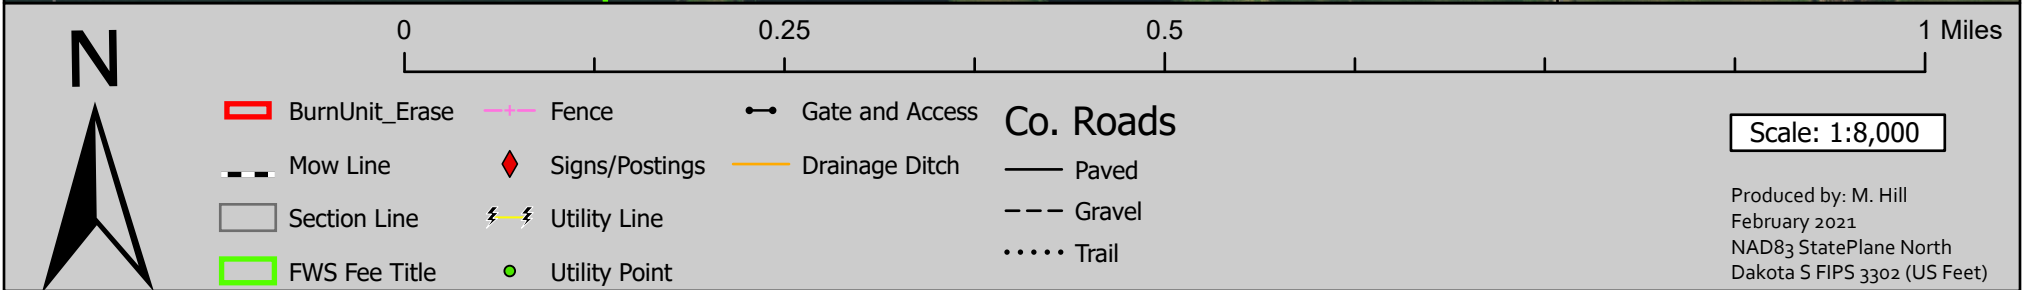 N
0 0.25 0.5 1 Miles
BurnUnit_Erase
Mow Line
Section Line
FWS Fee Title
Fence
Signs/Postings
Utility Line
Utility Point
Gate and Access
Drainage Ditch
Co. Roads
Paved
Gravel
Trail
Scale: 1:8,000
Produced by: M. Hill
February 2021
NAD83 StatePlane North
Dakota S FIPS 3302 (US Feet)